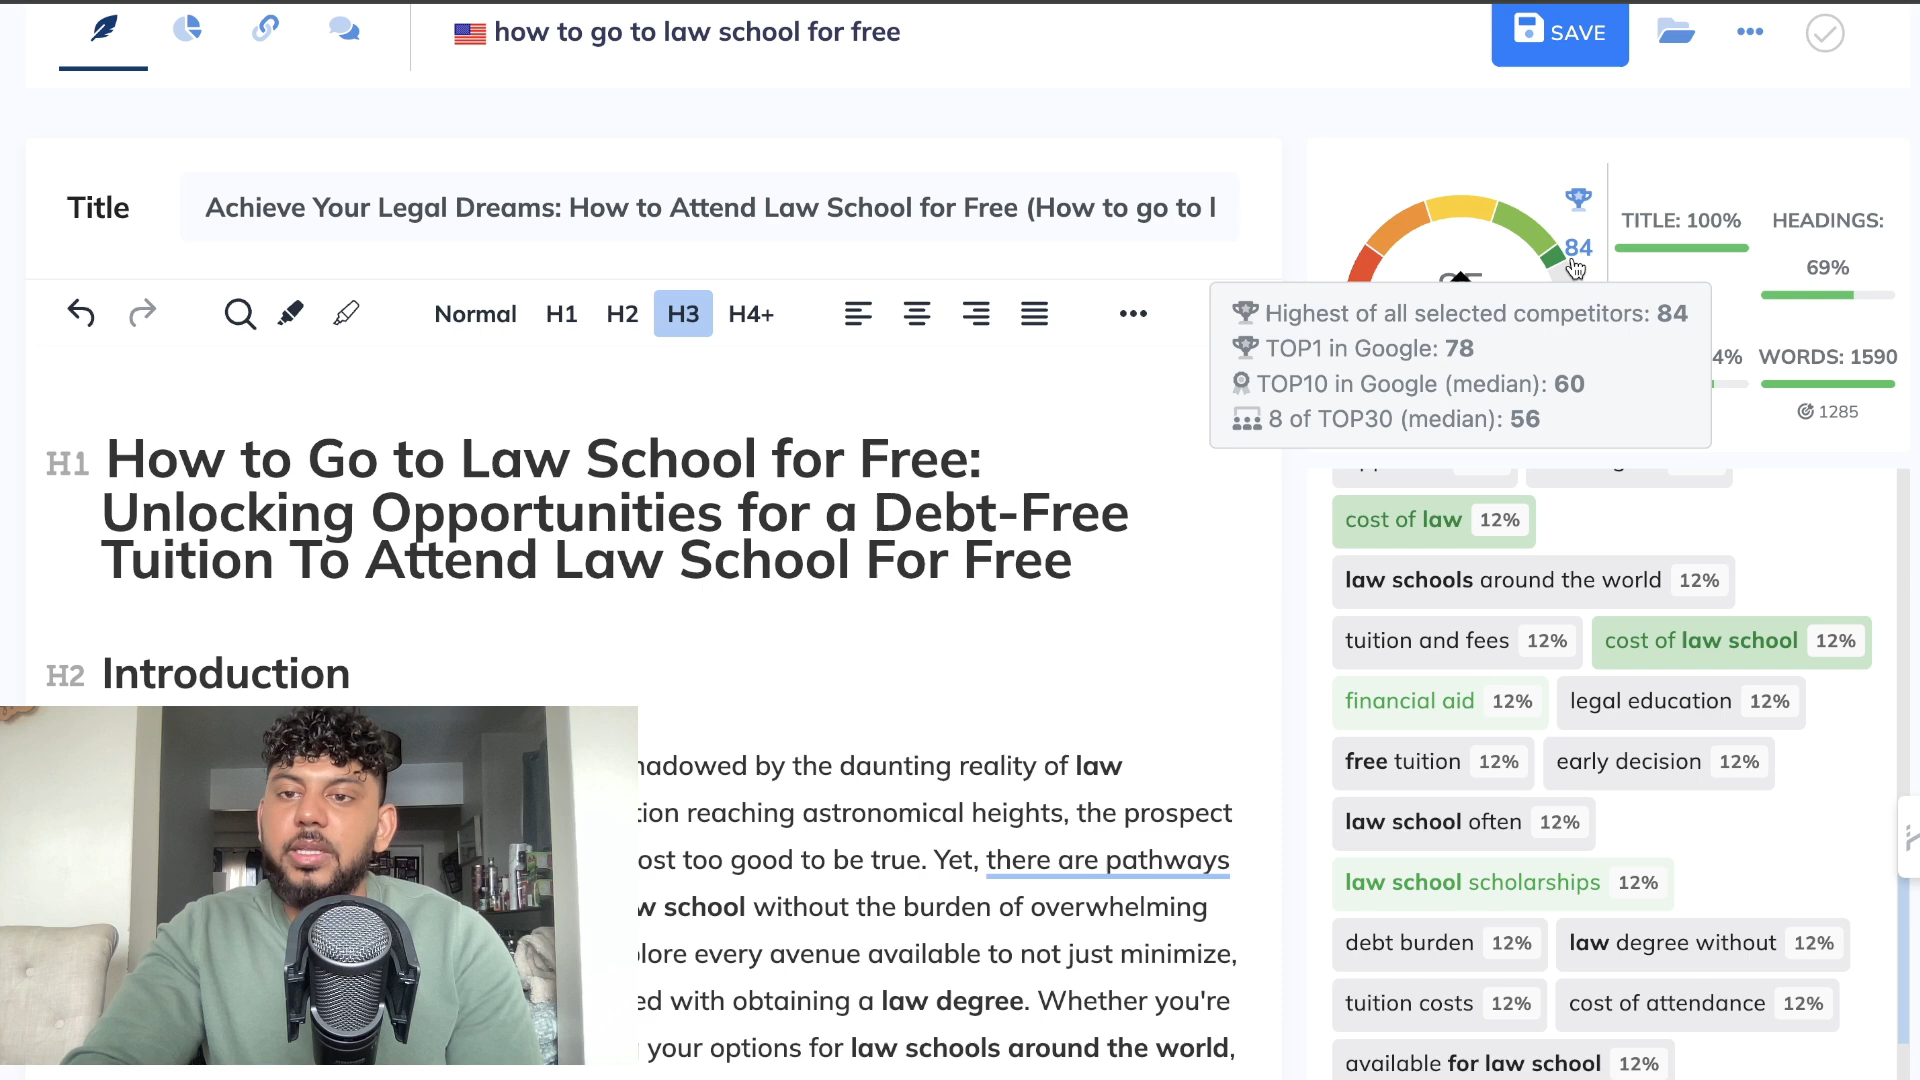 how to go to law school for free
SAVE
Title
Achieve Your Legal Dreams: How to Attend Law School for Free (How to go to l
84
TITLE: 100%
HEADINGS:
69%
Normal H1 H2 H3 H4+
Highest of all selected competitors: 84
TOP1 in Google: 78
TOP10 in Google (median): 60
8 of TOP30 (median): 56
4%
WORDS: 1590
1285
H1 How to Go to Law School for Free:
Unlocking Opportunities for a Debt-Free
Tuition To Attend Law School For Free
H2 Introduction
hadowed by the daunting reality of law
tion reaching astronomical heights, the prospect
ost too good to be true. Yet, there are pathways
w school without the burden of overwhelming
lore every avenue available to not just minimize,
ed with obtaining a law degree. Whether you're
your options for law schools around the world,
cost of law 12%
law schools around the world 12%
tuition and fees 12% cost of law school 12%
financial aid 12% legal education 12%
free tuition 12% early decision 12%
law school often 12%
law school scholarships 12%
debt burden 12% law degree without 12%
tuition costs 12% cost of attendance 12%
available for law school 12%